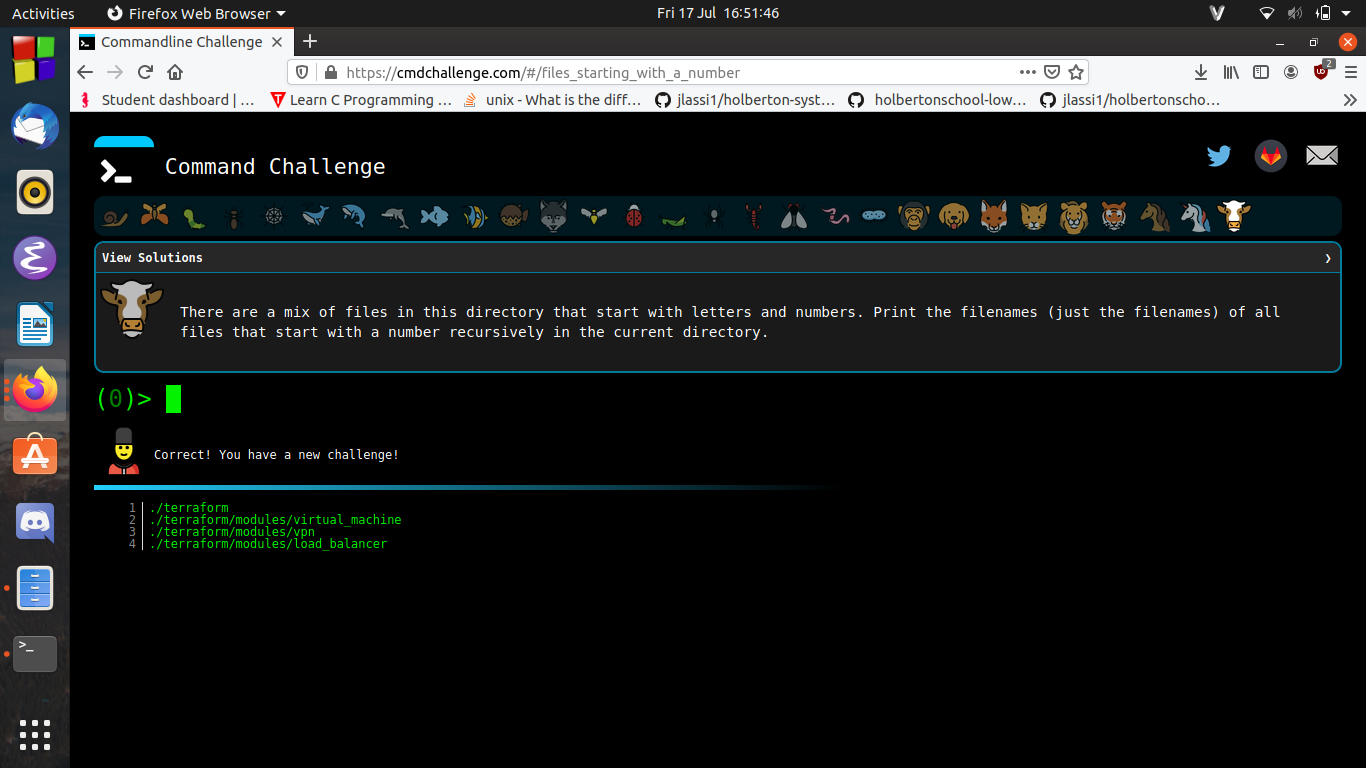 Activities Firefox Web Browser Fri 17 Jul 16:51:46
Commandline Challenge
https://cmdchallenge.com/#/files_starting_with_a_number 2
Student dashboard | ... Learn C Programming ... unix - What is the diff... jlassi1/holberton-syst... holbertonschool-low... jlassi1/holbertonscho...
Command Challenge
View Solutions
There are a mix of files in this directory that start with letters and numbers. Print the filenames (just the filenames) of all
files that start with a number recursively in the current directory.
(0)>
Correct! You have a new challenge!
1 ./terraform
2 ./terraform/modules/virtual_machine
3 ./terraform/modules/vpn
4 ./terraform/modules/load_balancer